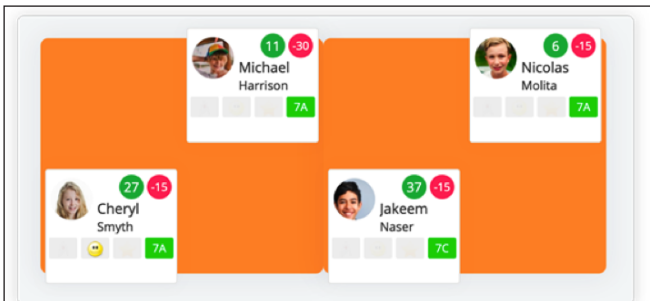 11 -30
Michael
Harrison
7A
6 -15
Nicolas
Molita
7A
27 -15
Cheryl
Smyth
7A
37 -15
Jakeem
Naser
7C